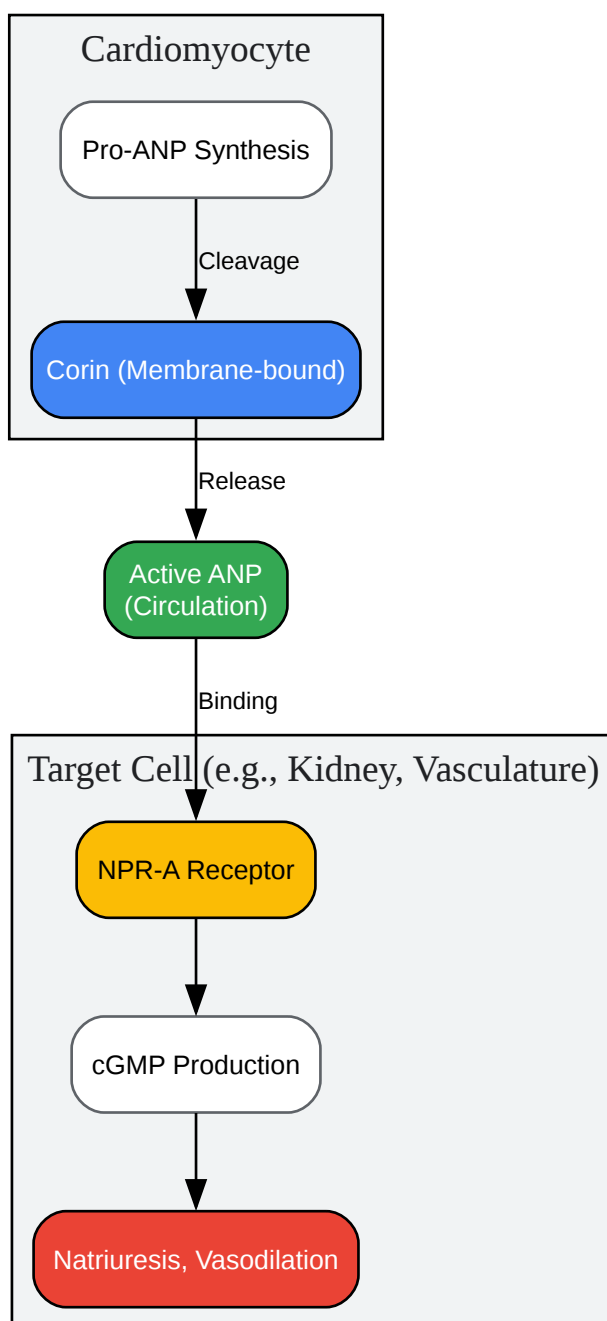 Cardiomyocyte
Pro-ANP Synthesis
Cleavage
Corin (Membrane-bound)
Release
Active ANP
(Circulation)
Binding
Target Cell (e.g., Kidney, Vasculature)
NPR-A Receptor
cGMP Production
Natriuresis, Vasodilation